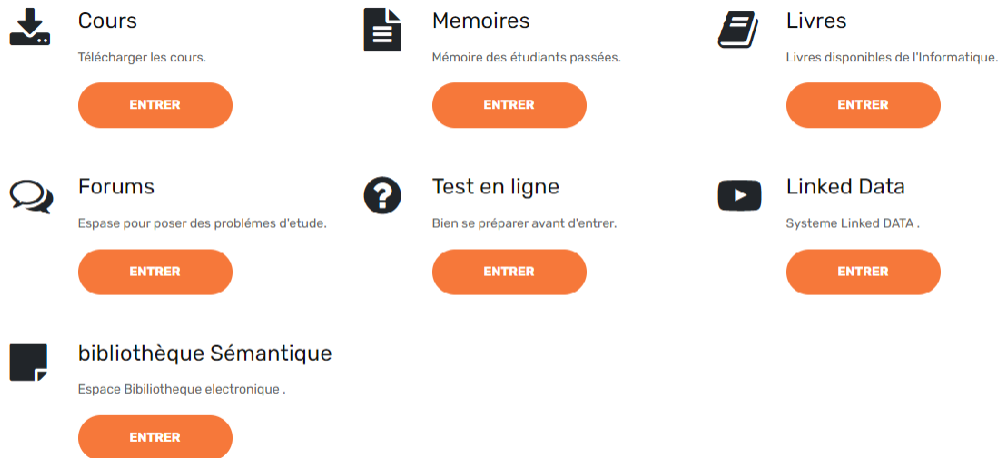 Cours
Télécharger les cours.
ENTRER
Memoires
Mémoire des étudiants passées.
ENTRER
Livres
Livres disponibles de l'Informatique.
ENTRER
Forums
Espase pour poser des problémes d'etude.
ENTRER
Test en ligne
Bien se préparer avant d'entrer.
ENTRER
Linked Data
Systeme Linked DATA .
ENTRER
bibliothèque Sémantique
Espace Bibiliotheque electronique .
ENTRER